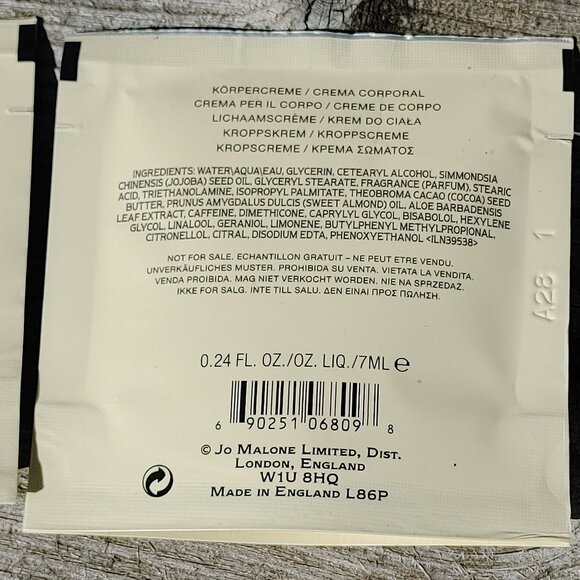 KÖRPERCREME / CREMA CORPORAL
CREMA PER IL CORPO / CREME DE CORPO
LICHAAMSCRÈME / KREM DO CIAŁA
KROPPSKREM / KROPPSCREME
KROPSCREME / ΚΡΕΜΑ ΣΩΜΑΤΟΣ
INGREDIENTS: WATER\AQUA\EAU, GLYCERIN, CETEARYL ALCOHOL, SIMMONDSIA
CHINENSIS (JOJOBA) SEED OIL, GLYCERYL STEARATE, FRAGRANCE (PARFUM), STEARIC
ACID, TRIETHANOLAMINE, ISOPROPYL PALMITATE, THEOBROMA CACAO (COCOA) SEED
BUTTER, PRUNUS AMYGDALUS DULCIS (SWEET ALMOND) OIL, ALOE BARBADENSIS
LEAF EXTRACT, CAFFEINE, DIMETHICONE, CAPRYLYL GLYCOL, BISABOLOL, HEXYLENE
GLYCOL, LINALOOL, GERANIOL, LIMONENE, BUTYLPHENYL METHYLPROPIONAL,
CITRONELLOL, CITRAL, DISODIUM EDTA, PHENOXYETHANOL <ILN39538>
NOT FOR SALE. ECHANTILLON GRATUIT – NE PEUT ETRE VENDU.
UNVERKÄUFLICHES MUSTER. PROHIBIDA SU VENTA. VIETATA LA VENDITA.
VENDA PROIBIDA. MAG NIET VERKOCHT WORDEN. NIE NA SPRZEDAŻ.
IKKE FOR SALG. INTE TILL SALU. ΔΕΝ ΕΙΝΑΙ ΠΡΟΣ ΠΩΛΗΣΗ.
A28 1
0.24 FL. OZ./OZ. LIQ./7ML ℮
6 90251 06809 8
© JO MALONE LIMITED, DIST.
LONDON, ENGLAND
W1U 8HQ
MADE IN ENGLAND L86P